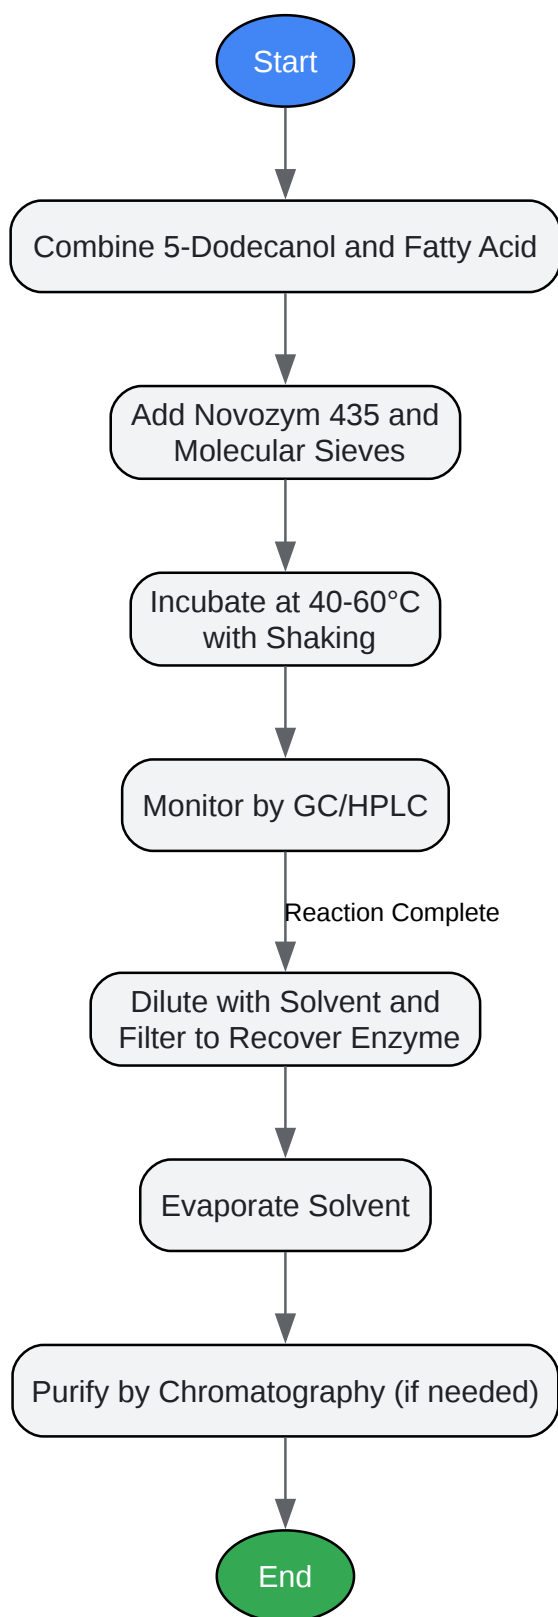 Start
Combine 5-Dodecanol and Fatty Acid
Add Novozym 435 and
Molecular Sieves
Incubate at 40-60°C
with Shaking
Monitor by GC/HPLC
Reaction Complete
Dilute with Solvent and
Filter to Recover Enzyme
Evaporate Solvent
Purify by Chromatography (if needed)
End